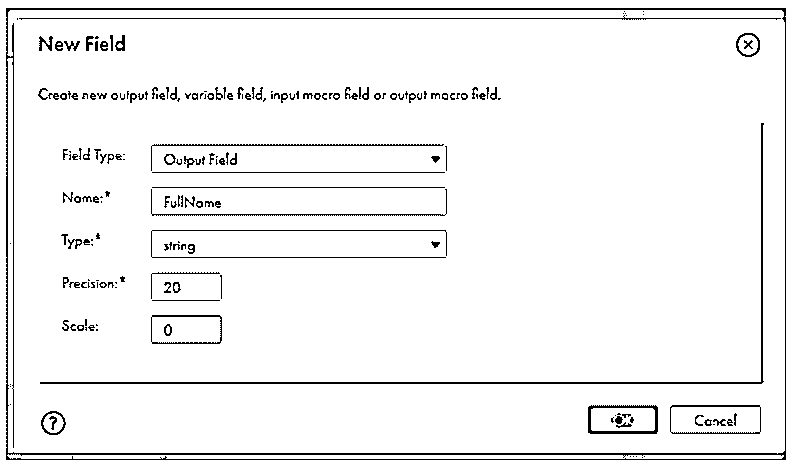 New Field
Create new output field, variable field, input macro field or output macro field.
Field Type: Output Field
Name:* FullName
Type:* string
Precision:* 20
Scale: 0
?
Cancel